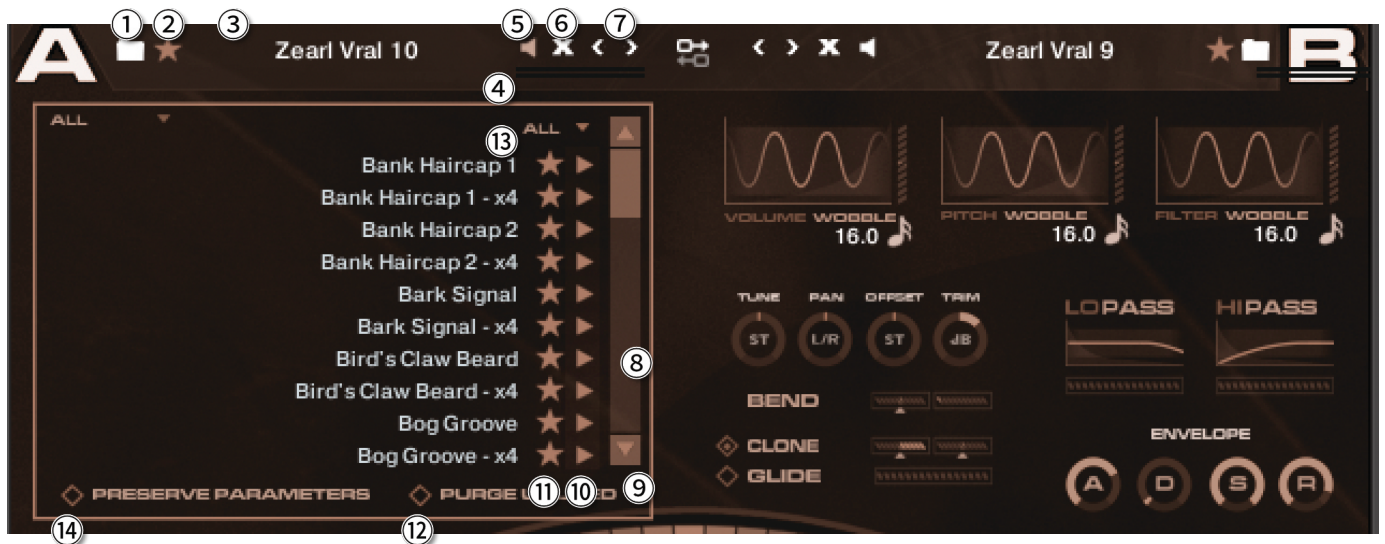 ① ② ③ ⑤ ⑥ ⑦
A Zearl Vral 10 X < > < > X Zearl Vral 9 B
④
ALL
ALL
⑬
Bank Haircap 1
Bank Haircap 1 - x4
Bank Haircap 2
Bank Haircap 2 - x4
Bark Signal
Bark Signal - x4
Bird's Claw Beard
⑧
Bird's Claw Beard - x4
Bog Groove
Bog Groove - x4
⑪ ⑩ ⑨
PRESERVE PARAMETERS
PURGE
⑭ ⑫
VOLUME WOBBLE
16.0
PITCH WOBBLE
16.0
FILTER WOBBLE
16.0
TUNE PAN OFFSET TRIM
ST L/R ST dB
LOPASS HIPASS
BEND
CLONE
GLIDE
ENVELOPE
A D S R